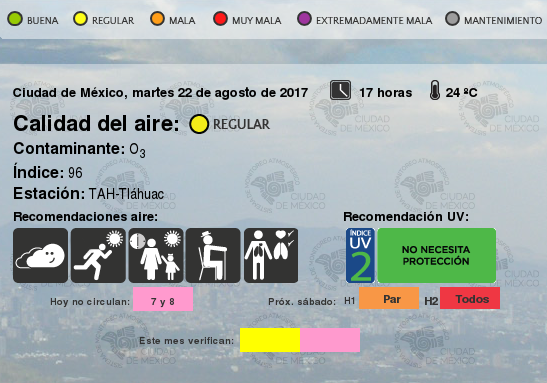 BUENA REGULAR MALA MUY MALA EXTREMADAMENTE MALA MANTENIMIENTO
Ciudad de México, martes 22 de agosto de 2017 17 horas 24 ºC
Calidad del aire: REGULAR
Contaminante: O3
Índice: 96
Estación: TAH-Tláhuac
Recomendaciones aire: Recomendación UV:
ÍNDICE
UV
2
NO NECESITA
PROTECCIÓN
Hoy no circulan: 7 y 8 Próx. sábado: H1 Par H2 Todos
Este mes verifican:
CIUDAD
DE MÉXICO